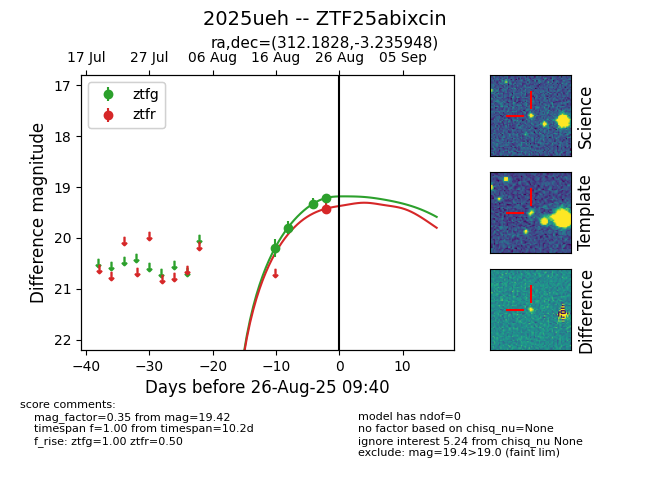 2025ueh -- ZTF25abixcin
ra,dec=(312.1828,-3.235948)
17 Jul 27 Jul 06 Aug 16 Aug 26 Aug 05 Sep
ztfg
ztfr
17
18
19
20
21
22
Difference magnitude
−40 −30 −20 −10 0 10
Days before 26-Aug-25 09:40
Science
Template
Difference
score comments:
mag_factor=0.35 from mag=19.42
timespan f=1.00 from timespan=10.2d
f_rise: ztfg=1.00 ztfr=0.50
model has ndof=0
no factor based on chisq_nu=None
ignore interest 5.24 from chisq_nu None
exclude: mag=19.4>19.0 (faint lim)